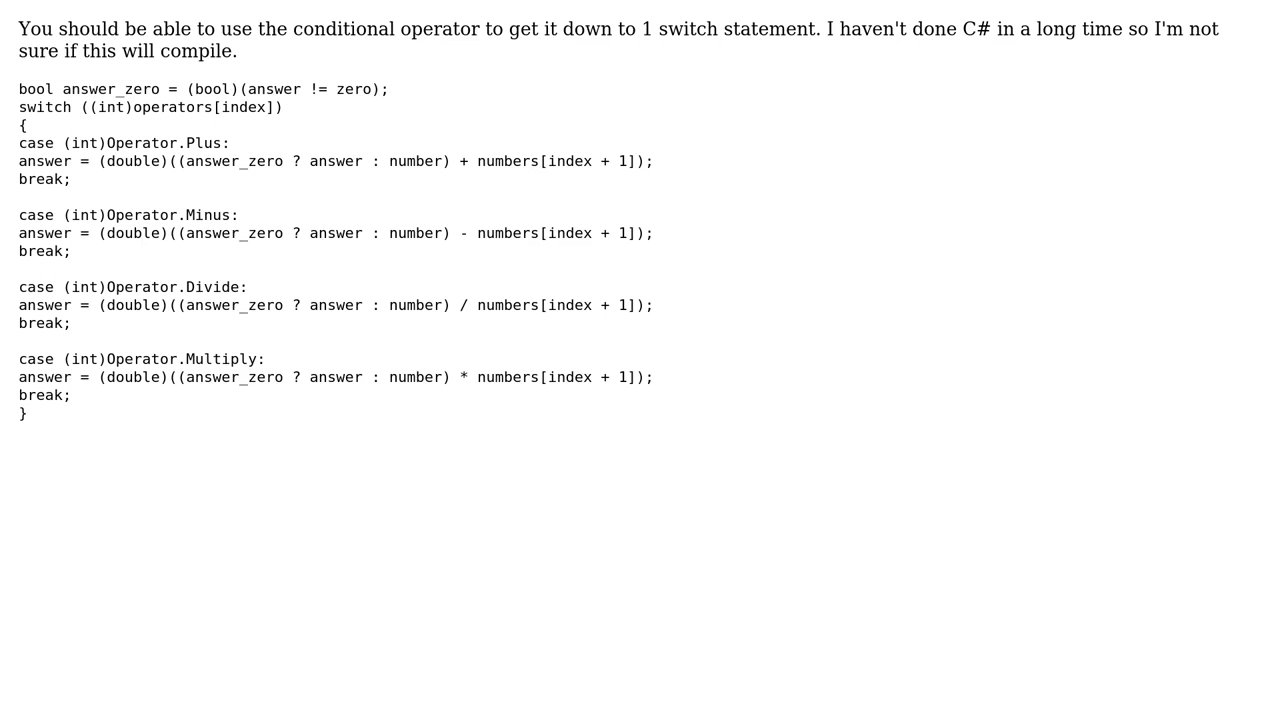 You should be able to use the conditional operator to get it down to 1 switch statement. I haven't done C# in a long time so I'm not
sure if this will compile.
bool answer_zero = (bool)(answer != zero);
switch ((int)operators[index])
{
case (int)Operator.Plus:
answer = (double)((answer_zero ? answer : number) + numbers[index + 1]);
break;
case (int)Operator.Minus:
answer = (double)((answer_zero ? answer : number) - numbers[index + 1]);
break;
case (int)Operator.Divide:
answer = (double)((answer_zero ? answer : number) / numbers[index + 1]);
break;
case (int)Operator.Multiply:
answer = (double)((answer_zero ? answer : number) * numbers[index + 1]);
break;
}